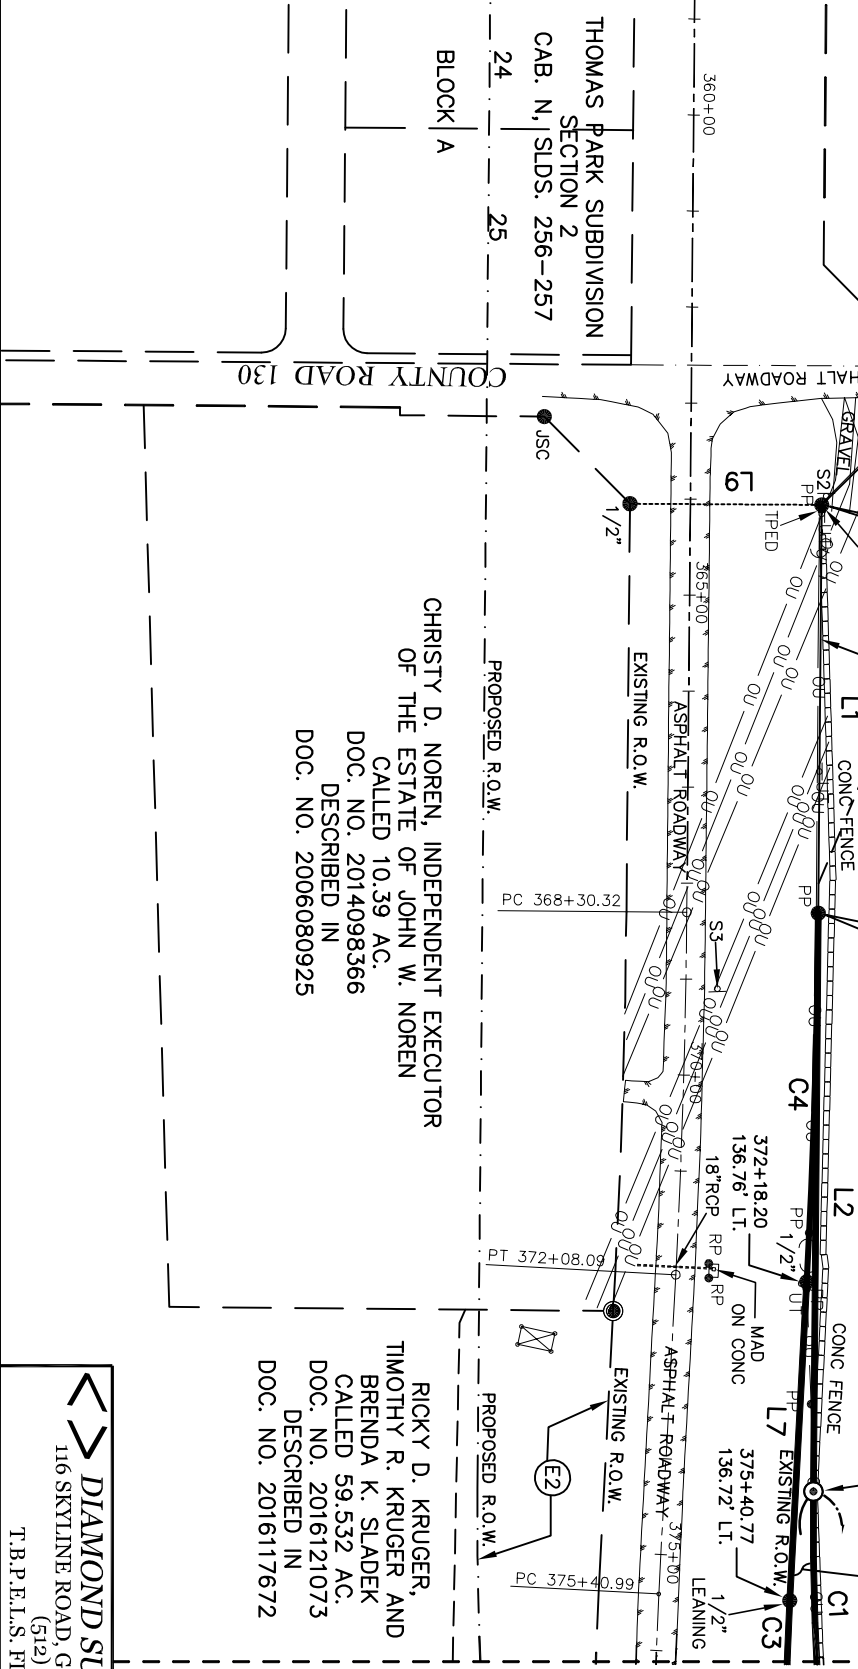 THOMAS PARK SUBDIVISION
SECTION 2
CAB. N, SLDS. 256-257
24
25
BLOCK A
360+00
COUNTY ROAD 130
HALT ROADWAY
GRAVEL
JSC
1/2"
L9
S2
PP
TPED
365+00
L1
CONC FENCE
EXISTING R.O.W.
PROPOSED R.O.W.
ASPHALT ROADWAY
CHRISTY D. NOREN, INDEPENDENT EXECUTOR
OF THE ESTATE OF JOHN W. NOREN
CALLED 10.39 AC.
DOC. NO. 2014098366
DESCRIBED IN
DOC. NO. 2006080925
PC 368+30.32
PP
S3
370+00
C4
L2
372+18.20
136.76' LT.
18"RCP
PP
1/2"
UT
PT 372+08.09
RP
RP
MAD
ON CONC
CONC FENCE
PP
L7
EXISTING R.O.W.
375+40.77
136.72' LT.
EXISTING R.O.W.
ASPHALT ROADWAY
375+00
E2
PROPOSED R.O.W.
PC 375+40.99
1/2"
LEANING
C1
C3
RICKY D. KRUGER,
TIMOTHY R. KRUGER AND
BRENDA K. SLADEK
CALLED 59.532 AC.
DOC. NO. 2016121073
DESCRIBED IN
DOC. NO. 2016117672
DIAMOND SU
116 SKYLINE ROAD, G
(512)
T.B.P.E.L.S. FI